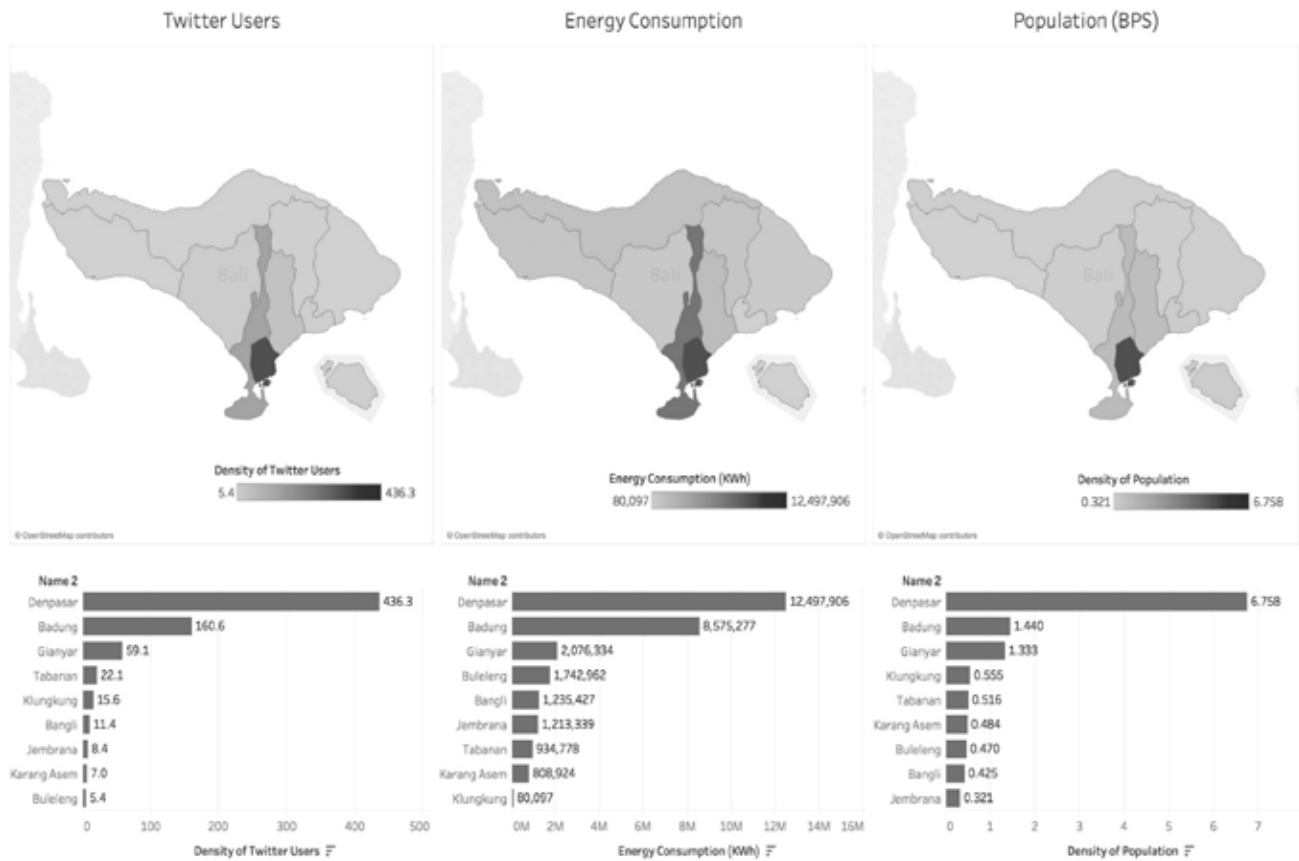 Twitter Users
Energy Consumption
Population (BPS)
Bali
Bali
Bali
Density of Twitter Users
5.4 436.3
Energy Consumption (KWh)
80,097 12,497,906
Density of Population
0.321 6.758
© OpenStreetMap contributors
© OpenStreetMap contributors
© OpenStreetMap contributors
Name 2
Denpasar 436.3
Badung 160.6
Gianyar 59.1
Tabanan 22.1
Klungkung 15.6
Bangli 11.4
Jembrana 8.4
Karang Asem 7.0
Buleleng 5.4
0 100 200 300 400 500
Density of Twitter Users
Name 2
Denpasar 12,497,906
Badung 8,575,277
Gianyar 2,076,334
Buleleng 1,742,962
Bangli 1,235,427
Jembrana 1,213,339
Tabanan 934,778
Karang Asem 808,924
Klungkung 80,097
0M 2M 4M 6M 8M 10M 12M 14M 16M
Energy Consumption (KWh)
Name 2
Denpasar 6.758
Badung 1.440
Gianyar 1.333
Klungkung 0.555
Tabanan 0.516
Karang Asem 0.484
Buleleng 0.470
Bangli 0.425
Jembrana 0.321
0 1 2 3 4 5 6 7
Density of Population